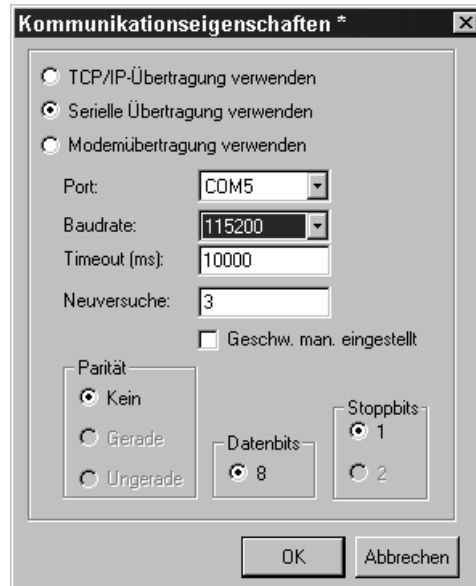 Kommunikationseigenschaften *
TCP/IP-Übertragung verwenden
Serielle Übertragung verwenden
Modemübertragung verwenden
Port: COM5
Baudrate: 115200
Timeout (ms): 10000
Neuversuche: 3
Geschw. man. eingestellt
Parität
Kein
Gerade
Ungerade
Datenbits
8
Stoppbits
1
2
OK Abbrechen